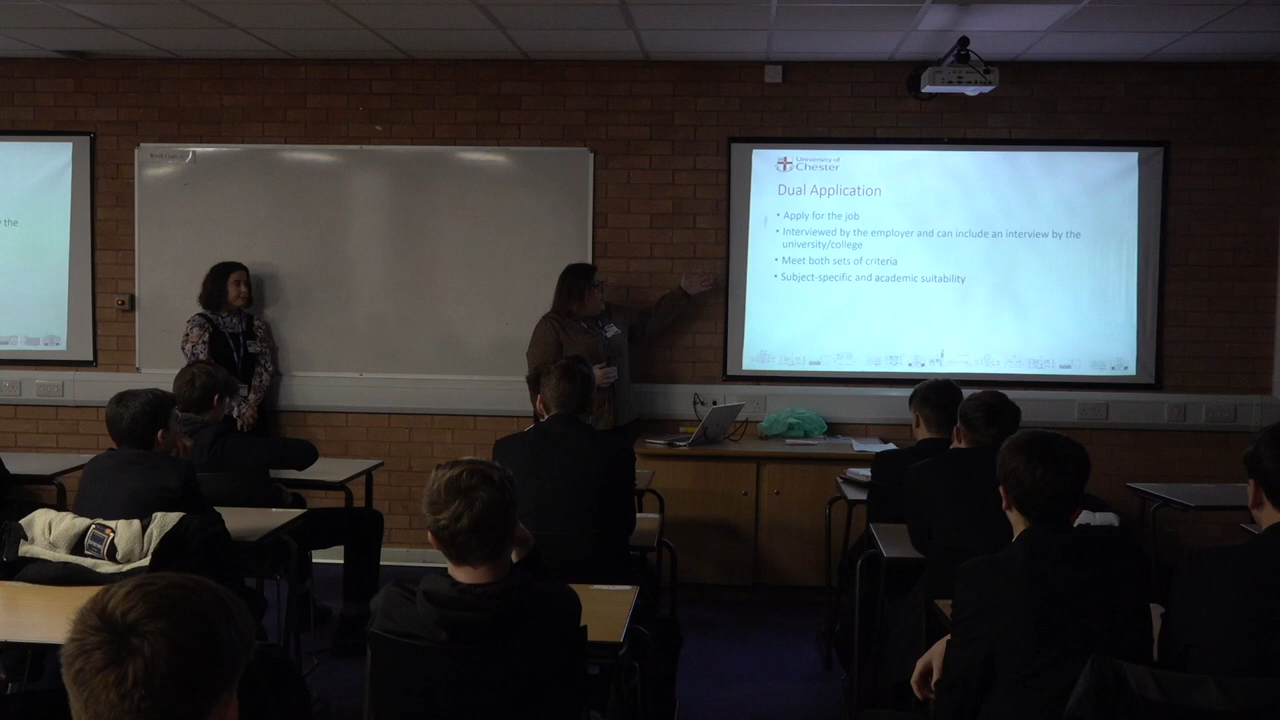 the
University of
Chester
Dual Application
• Apply for the job
• Interviewed by the employer and can include an interview by the
university/college
• Meet both sets of criteria
• Subject-specific and academic suitability